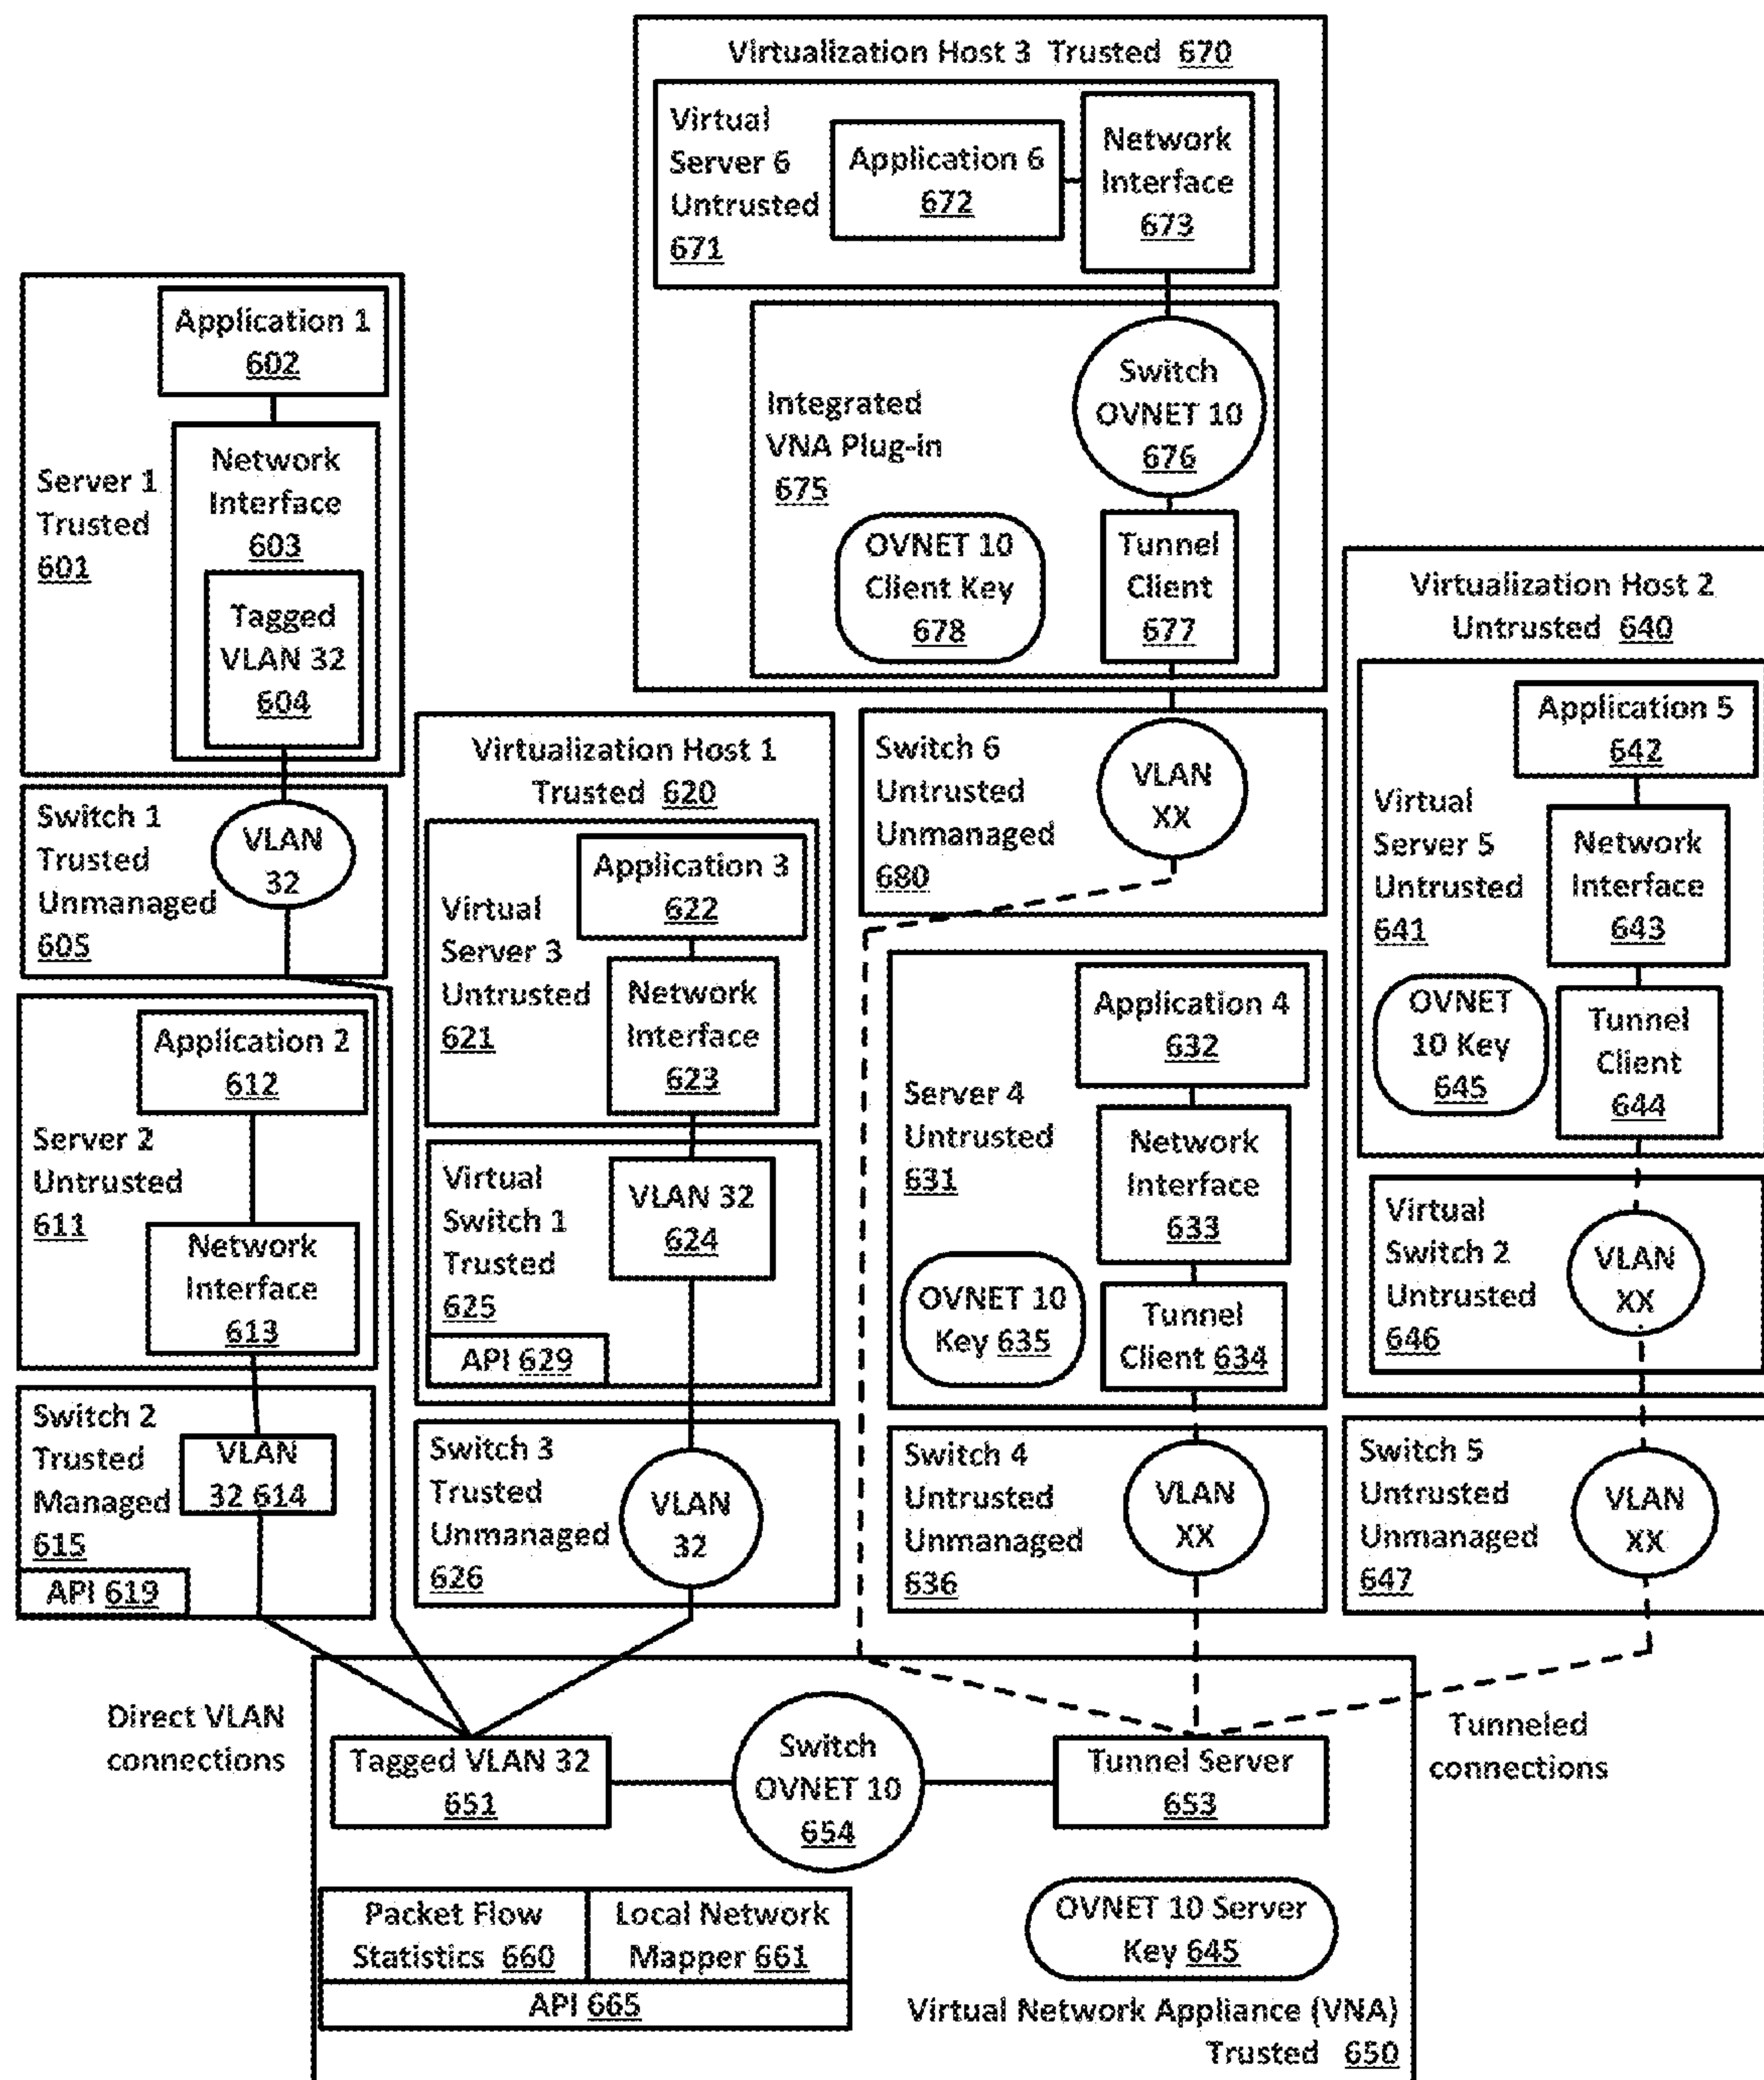 Virtualization Host 3 Trusted 670
Virtual
Server 6
Untrusted
671
Application 6
672
Network
Interface
673
Integrated
VNA Plug-in
675
Switch
OVNET 10
676
OVNET 10
Client Key
678
Tunnel
Client
677
Switch 6
Untrusted
Unmanaged
680
VLAN
XX
Server 1
Trusted
601
Application 1
602
Network
Interface
603
Tagged
VLAN 32
604
Switch 1
Trusted
Unmanaged
605
VLAN
32
Server 2
Untrusted
611
Application 2
612
Network
Interface
613
Switch 2
Trusted
Managed
615
VLAN
32 614
API 619
Virtualization Host 1
Trusted 620
Virtual
Server 3
Untrusted
621
Application 3
622
Network
Interface
623
Virtual
Switch 1
Trusted
625
VLAN 32
624
API 629
Switch 3
Trusted
Unmanaged
626
VLAN
32
Server 4
Untrusted
631
Application 4
632
Network
Interface
633
OVNET 10
Key 635
Tunnel
Client 634
Switch 4
Untrusted
Unmanaged
636
VLAN
XX
Virtualization Host 2
Untrusted 640
Virtual
Server 5
Untrusted
641
Application 5
642
Network
Interface
643
OVNET
10 Key
645
Tunnel
Client
644
Virtual
Switch 2
Untrusted
646
VLAN
XX
Switch 5
Untrusted
Unmanaged
647
VLAN
XX
Direct VLAN
connections
Tagged VLAN 32
651
Switch
OVNET 10
654
Tunnel Server
653
Tunneled
connections
Packet Flow
Statistics 660
Local Network
Mapper 661
API 665
OVNET 10 Server
Key 645
Virtual Network Appliance (VNA)
Trusted 650